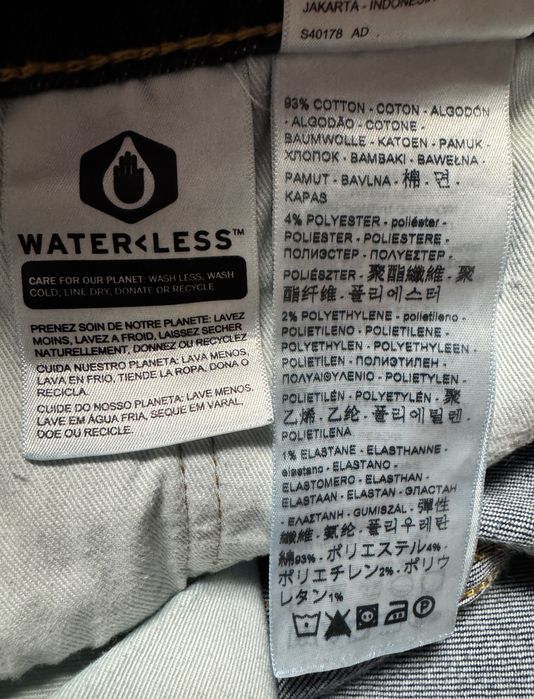 JAKARTA - INDONESIA
S40178 AD .
WATER<LESS™
CARE FOR OUR PLANET: WASH LESS, WASH
COLD, LINE DRY, DONATE OR RECYCLE
PRENEZ SOIN DE NOTRE PLANETE: LAVEZ
MOINS, LAVEZ A FROID, LAISSEZ SECHER
NATURELLEMENT, DONNEZ OU RECYCLEZ
CUIDA NUESTRO PLANETA: LAVA MENOS,
LAVA EN FRIO, TIENDE LA ROPA, DONA O
RECICLA.
CUIDE DO NOSSO PLANETA: LAVE MENOS,
LAVE EM ÁGUA FRIA, SEQUE EM VARAL,
DOE OU RECICLE.
93% COTTON - COTON - ALGODÓN
- ALGODÃO - COTONE -
BAUMWOLLE - KATOEN - PAMUK -
ХЛОПОК - BAMBAKI - BAWEŁNA -
PAMUT - BAVLNA - 棉 - 면 -
KAPAS
4% POLYESTER - poliéster -
POLIESTER - POLIESTERE -
ПОЛИЭСТЕР - ΠΟΛΥΕΣΤΕΡ -
POLIÉSZTER - 聚酯纖維 - 聚
酯纤维 - 폴리에스터
2% POLYETHYLENE - polietileno -
POLIETILENO - POLIETILENE -
POLYETHYLEN - POLYETHYLEEN -
POLIETILEN - ПОЛИЭТИЛЕН -
ΠΟΛΥΑΙΘΥΛΕΝΙΟ - POLIETYLEN -
POLIETILÉN - POLYETYLÉN - 聚
乙烯 - 乙纶 - 폴리에틸렌 -
POLIETILENA
1% ELASTANE - ELASTHANNE -
elastano - ELASTANO -
ELASTOMERO - ELASTHAN -
ELASTAAN - ELASTAN - ЭЛАСТАН
- ΕΛΑΣΤΑΝΗ - GUMISZÁL - 彈性
纖維 - 氨纶 - 폴리우레탄
綿93% - ポリエステル4% -
ポリエチレン2% - ポリウ
レタン1%